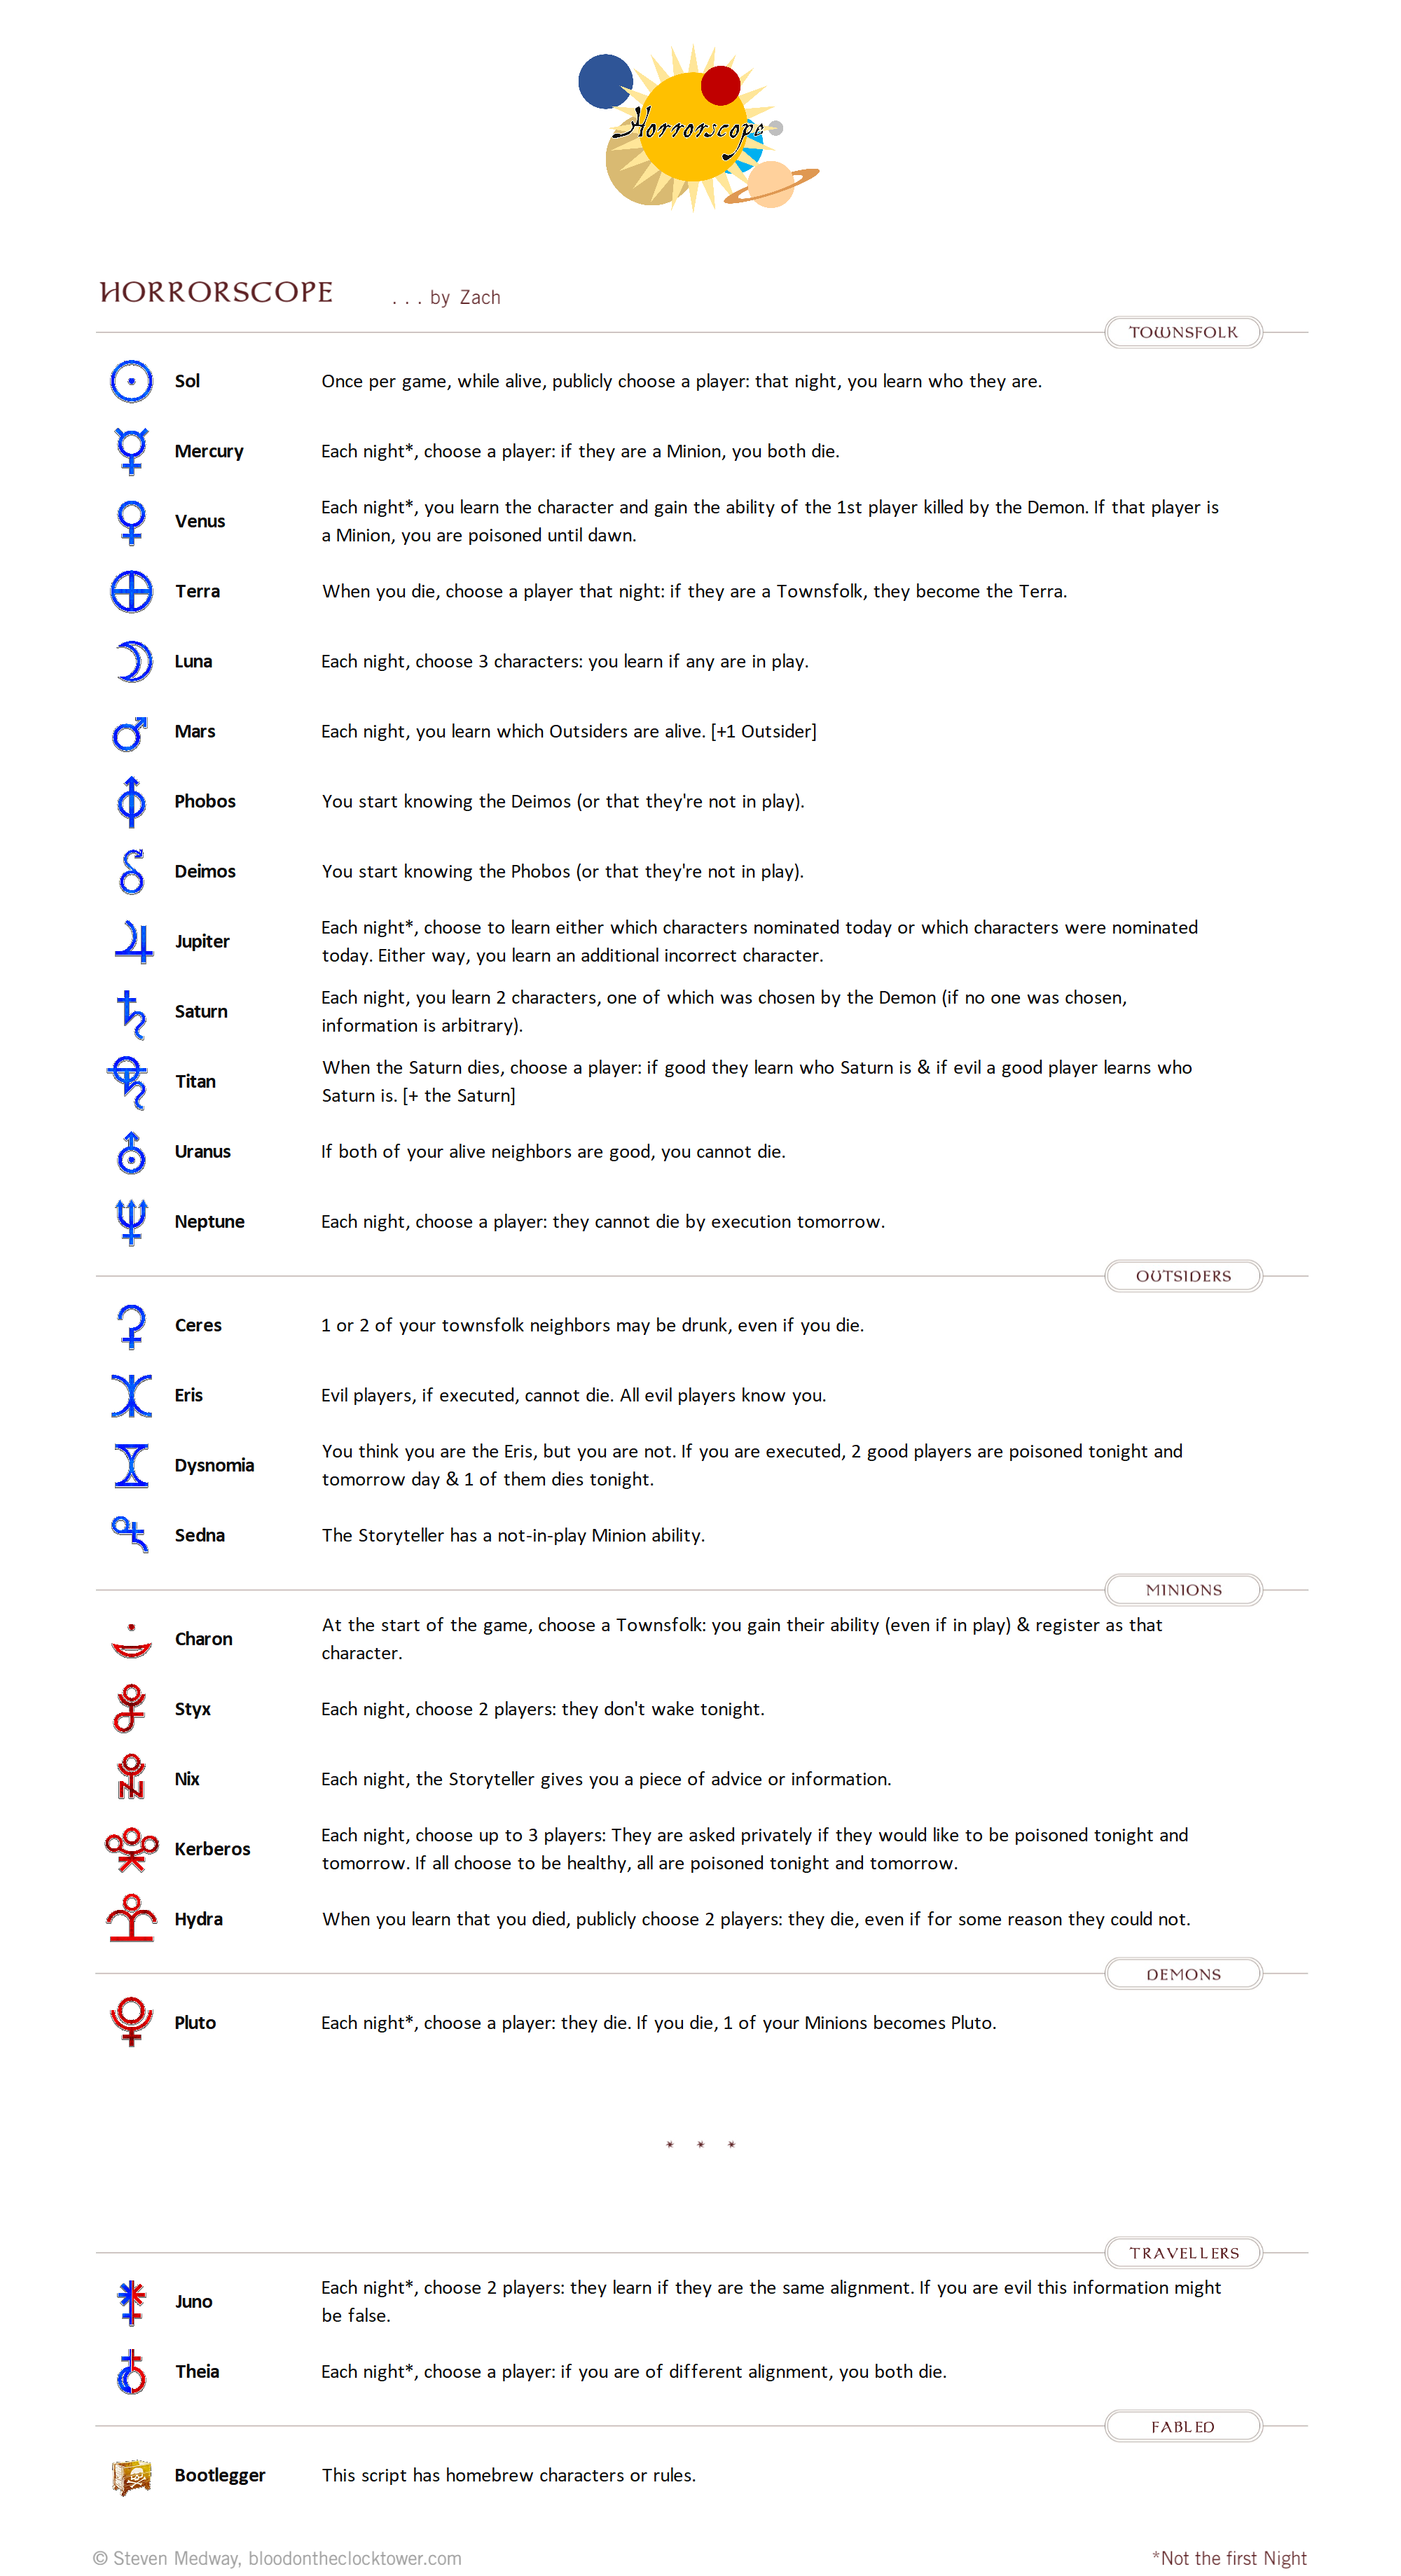 Horrorscope
HORRORSCOPE
. . . by Zach
TOWNSFOLK
Sol
Once per game, while alive, publicly choose a player: that night, you learn who they are.
Mercury
Each night*, choose a player: if they are a Minion, you both die.
Venus
Each night*, you learn the character and gain the ability of the 1st player killed by the Demon. If that player is
a Minion, you are poisoned until dawn.
Terra
When you die, choose a player that night: if they are a Townsfolk, they become the Terra.
Luna
Each night, choose 3 characters: you learn if any are in play.
Mars
Each night, you learn which Outsiders are alive. [+1 Outsider]
Phobos
You start knowing the Deimos (or that they're not in play).
Deimos
You start knowing the Phobos (or that they're not in play).
Jupiter
Each night*, choose to learn either which characters nominated today or which characters were nominated
today. Either way, you learn an additional incorrect character.
Saturn
Each night, you learn 2 characters, one of which was chosen by the Demon (if no one was chosen,
information is arbitrary).
Titan
When the Saturn dies, choose a player: if good they learn who Saturn is & if evil a good player learns who
Saturn is. [+ the Saturn]
Uranus
If both of your alive neighbors are good, you cannot die.
Neptune
Each night, choose a player: they cannot die by execution tomorrow.
OUTSIDERS
Ceres
1 or 2 of your townsfolk neighbors may be drunk, even if you die.
Eris
Evil players, if executed, cannot die. All evil players know you.
Dysnomia
You think you are the Eris, but you are not. If you are executed, 2 good players are poisoned tonight and
tomorrow day & 1 of them dies tonight.
Sedna
The Storyteller has a not-in-play Minion ability.
MINIONS
Charon
At the start of the game, choose a Townsfolk: you gain their ability (even if in play) & register as that
character.
Styx
Each night, choose 2 players: they don't wake tonight.
Nix
Each night, the Storyteller gives you a piece of advice or information.
Kerberos
Each night, choose up to 3 players: They are asked privately if they would like to be poisoned tonight and
tomorrow. If all choose to be healthy, all are poisoned tonight and tomorrow.
Hydra
When you learn that you died, publicly choose 2 players: they die, even if for some reason they could not.
DEMONS
Pluto
Each night*, choose a player: they die. If you die, 1 of your Minions becomes Pluto.
* * *
TRAVELLERS
Juno
Each night*, choose 2 players: they learn if they are the same alignment. If you are evil this information might
be false.
Theia
Each night*, choose a player: if you are of different alignment, you both die.
FABLED
Bootlegger
This script has homebrew characters or rules.
© Steven Medway, bloodontheclocktower.com
*Not the first Night